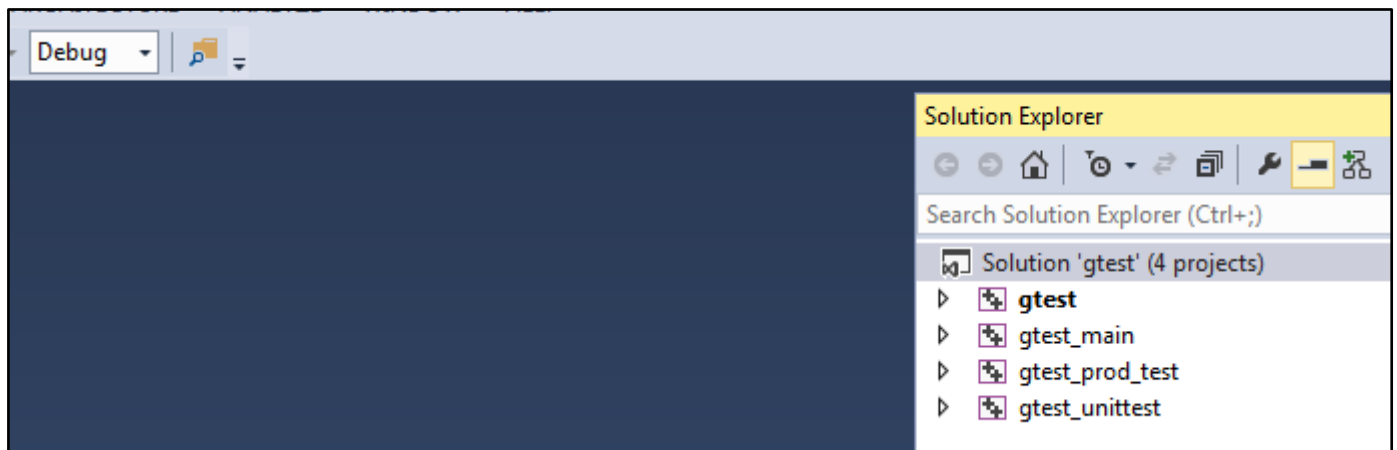 Debug
Solution Explorer
Search Solution Explorer (Ctrl+;)
Solution 'gtest' (4 projects)
gtest
gtest_main
gtest_prod_test
gtest_unittest